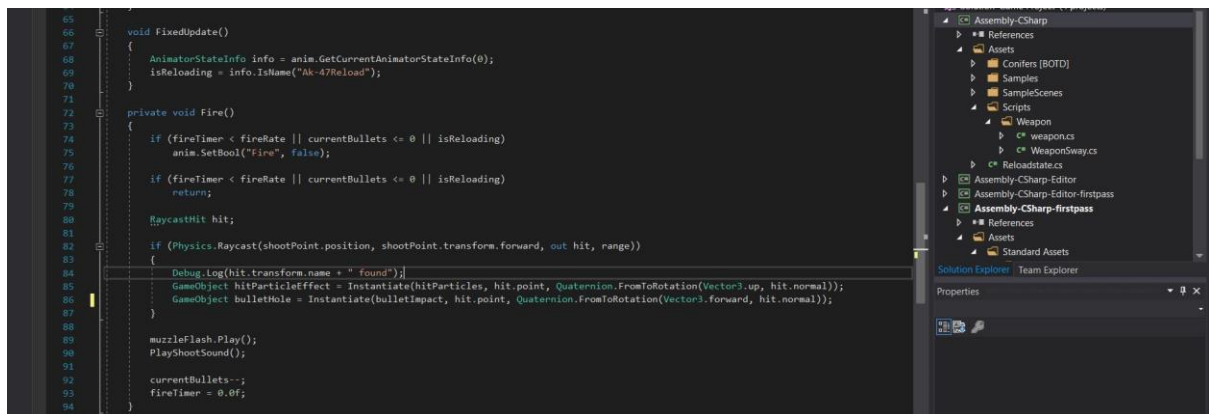 65
66 void FixedUpdate()
67 {
68 AnimatorStateInfo info = anim.GetCurrentAnimatorStateInfo(0);
69 isReloading = info.IsName("Ak-47Reload");
70 }
71
72 private void Fire()
73 {
74 if (fireTimer < fireRate || currentBullets <= 0 || isReloading)
75 anim.SetBool("Fire", false);
76
77 if (fireTimer < fireRate || currentBullets <= 0 || isReloading)
78 return;
79
80 RaycastHit hit;
81
82 if (Physics.Raycast(shootPoint.position, shootPoint.transform.forward, out hit, range))
83 {
84 Debug.Log(hit.transform.name + " found");
85 GameObject hitParticleEffect = Instantiate(hitParticles, hit.point, Quaternion.FromToRotation(Vector3.up, hit.normal));
86 GameObject bulletHole = Instantiate(bulletImpact, hit.point, Quaternion.FromToRotation(Vector3.forward, hit.normal));
87 }
88
89 muzzleFlash.Play();
90 PlayShootSound();
91
92 currentBullets--;
93 fireTimer = 0.0f;
94 }
Assembly-CSharp
References
Assets
Conifers [BOTD]
Samples
SampleScenes
Scripts
Weapon
C# weapon.cs
C# WeaponSway.cs
C# Reloadstate.cs
Assembly-CSharp-Editor
Assembly-CSharp-Editor-firstpass
Assembly-CSharp-firstpass
References
Assets
Standard Assets
Solution Explorer Team Explorer
Properties